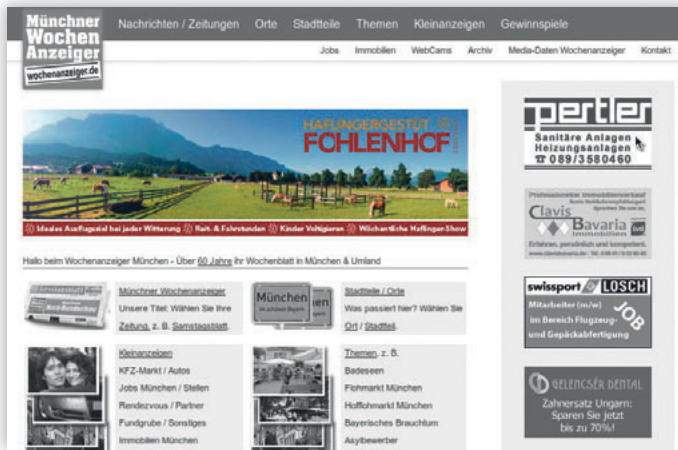 Münchner
Wochen
Anzeiger
wochenanzeiger.de
Nachrichten / Zeitungen Orte Stadtteile Themen Kleinanzeigen Gewinnspiele
Jobs Immobilien WebCams Archiv Media-Daten Wochenanzeiger Kontakt
HAFLINGERGESTÜT
FOHLENHOF
Ideales Ausflugsziel bei jeder Witterung Reit- & Fahrstunden Kinder Voltigieren Wöchentliche Haflinger-Show
Hallo beim Wochenanzeiger München - Über 60 Jahre ihr Wochenblatt in München & Umland
Münchner Wochenanzeiger
Unsere Titel: Wählen Sie Ihre
Zeitung, z. B. Samstagsblatt.
München
Stadtteile / Orte
Was passiert hier? Wählen Sie
Ort / Stadtteil.
Kleinanzeigen
KFZ-Markt / Autos
Jobs München / Stellen
Rendezvous / Partner
Fundgrube / Sonstiges
Immobilien München
Themen, z. B.
Badeseen
Flohmarkt München
Hofflohmarkt München
Bayerisches Brauchtum
Asylbewerber
pertler
Sanitäre Anlagen
Heizungsanlagen
☎ 089/3580460
Professioneller Immobilienverkauf
Clavis
Bavaria
Immobilien
Erfahren, persönlich und kompetent.
swissport LOSCH
Mitarbeiter (m/w)
im Bereich Flugzeug-
und Gepäckabfertigung
JOB
GELENCSÉR DENTAL
Zahnersatz Ungarn:
Sparen Sie jetzt
bis zu 70%!